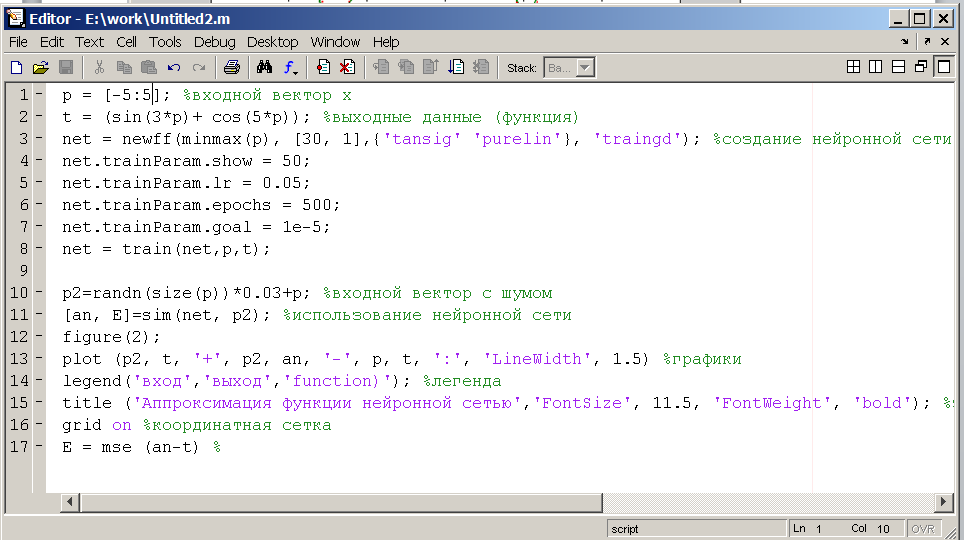 Editor - E:\work\Untitled2.m
File Edit Text Cell Tools Debug Desktop Window Help
Stack: Ba...
1 - p = [-5:5]; %входной вектор x
2 - t = (sin(3*p)+ cos(5*p)); %выходные данные (функция)
3 - net = newff(minmax(p), [30, 1],{'tansig' 'purelin'}, 'traingd'); %создание нейронной сети
4 - net.trainParam.show = 50;
5 - net.trainParam.lr = 0.05;
6 - net.trainParam.epochs = 500;
7 - net.trainParam.goal = 1e-5;
8 - net = train(net,p,t);
9
10 - p2=randn(size(p))*0.03+p; %входной вектор с шумом
11 - [an, E]=sim(net, p2); %использование нейронной сети
12 - figure(2);
13 - plot (p2, t, '+', p2, an, '-', p, t, ':', 'LineWidth', 1.5) %графики
14 - legend('вход','выход','function)'); %легенда
15 - title ('Аппроксимация функции нейронной сетью','FontSize', 11.5, 'FontWeight', 'bold'); %
16 - grid on %координатная сетка
17 - E = mse (an-t) %
script Ln 1 Col 10 OVR